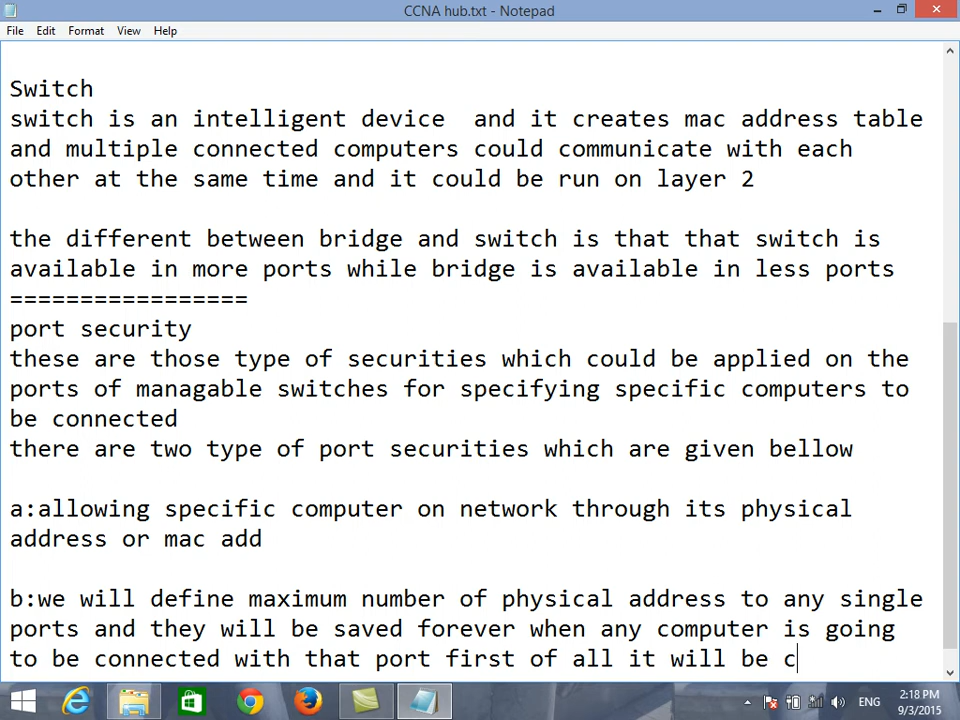 CCNA hub.txt - Notepad
File Edit Format View Help
Switch
switch is an intelligent device  and it creates mac address table
and multiple connected computers could communicate with each
other at the same time and it could be run on layer 2
the different between bridge and switch is that that switch is
available in more ports while bridge is available in less ports
=================
port security
these are those type of securities which could be applied on the
ports of managable switches for specifying specific computers to
be connected
there are two type of port securities which are given bellow
a:allowing specific computer on network through its physical
address or mac add
b:we will define maximum number of physical address to any single
ports and they will be saved forever when any computer is going
to be connected with that port first of all it will be c
ENG
2:18 PM
9/3/2015